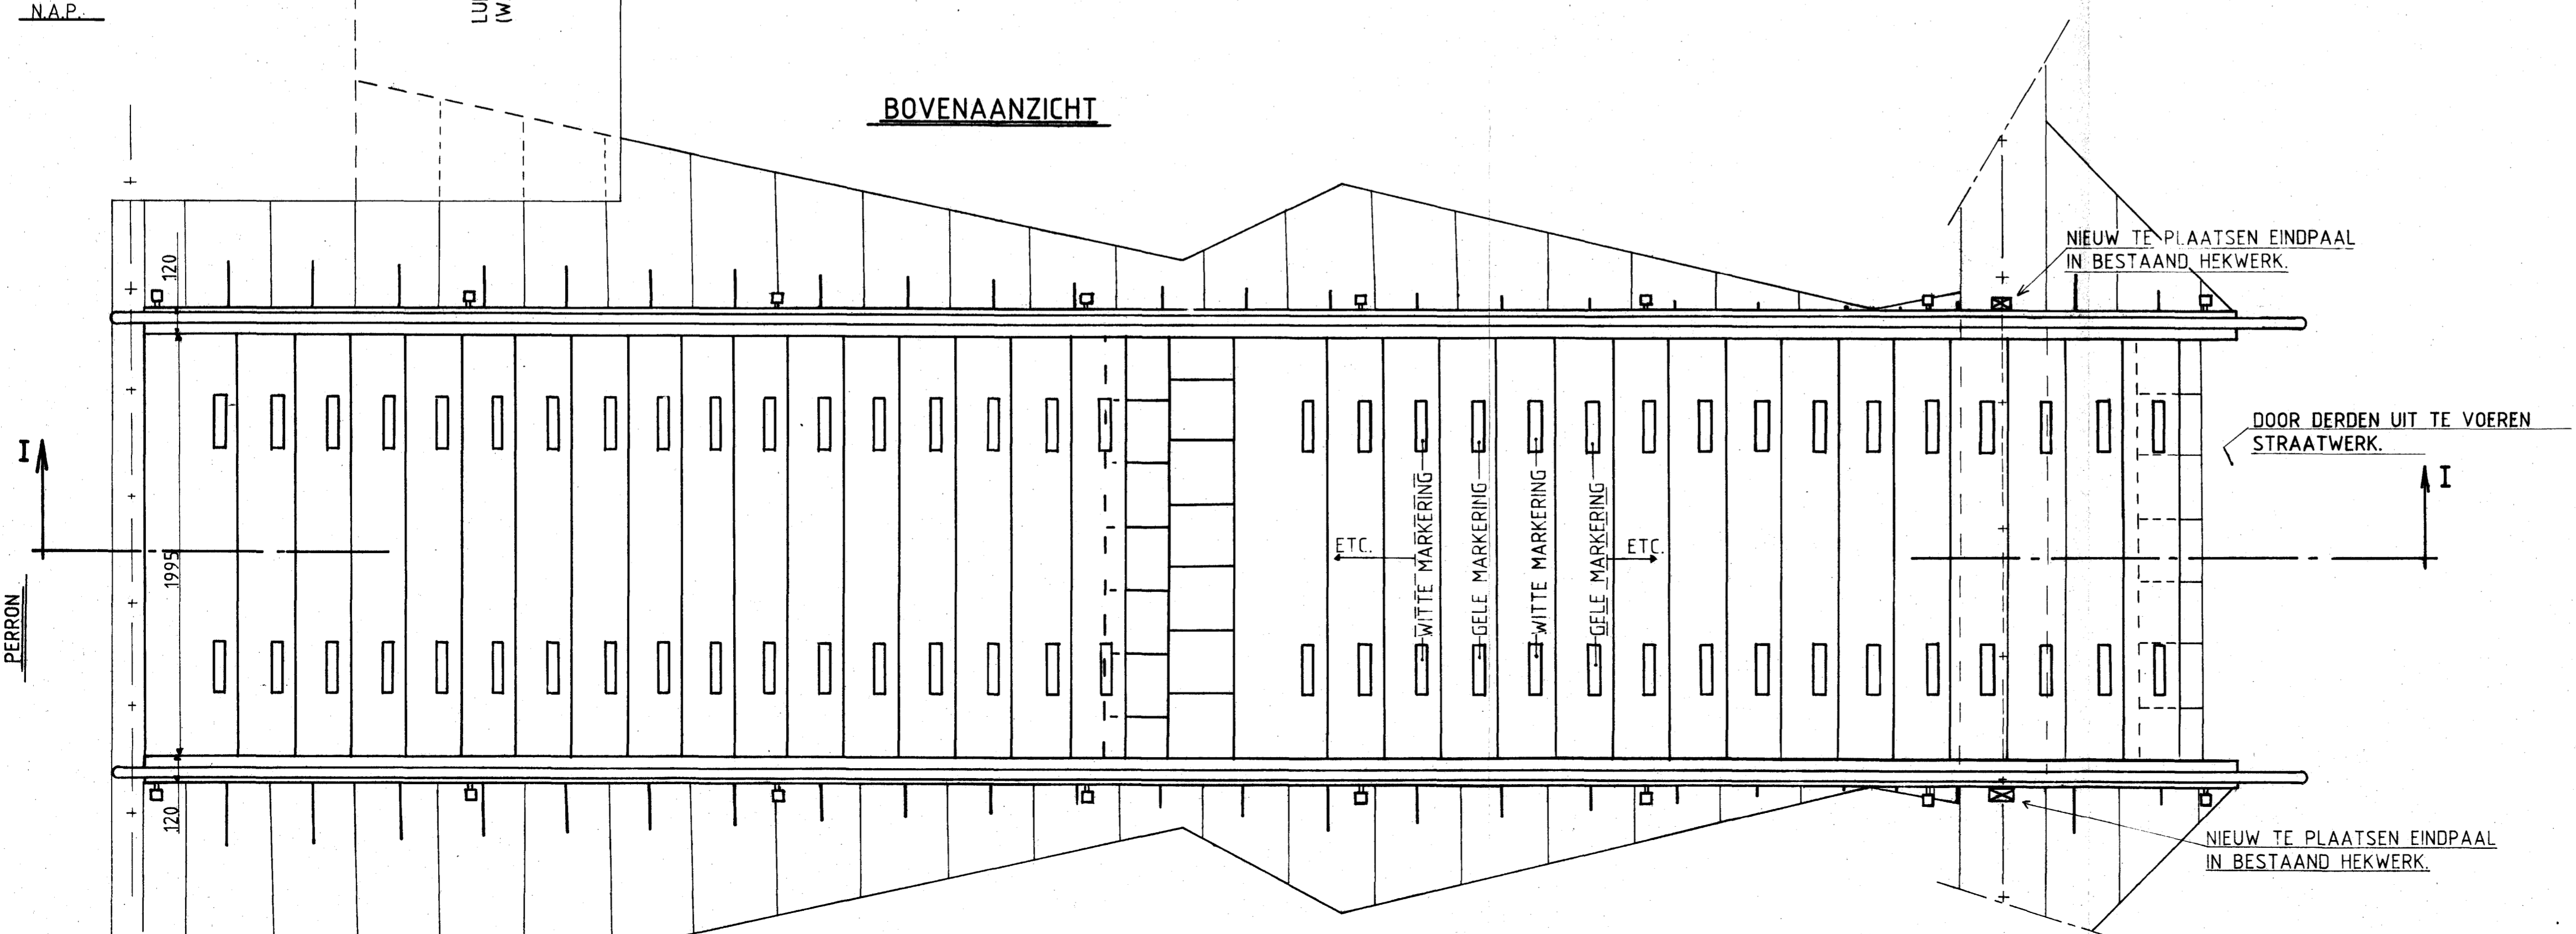 N.A.P.
LU
(W
BOVENAANZICHT
120
NIEUW TE PLAATSEN EINDPAAL
IN BESTAAND HEKWERK.
I
DOOR DERDEN UIT TE VOEREN
STRAATWERK.
I
PERRON
1995
ETC.
WITTE MARKERING
GELE MARKERING
WITTE MARKERING
GELE MARKERING
ETC.
120
NIEUW TE PLAATSEN EINDPAAL
IN BESTAAND HEKWERK.